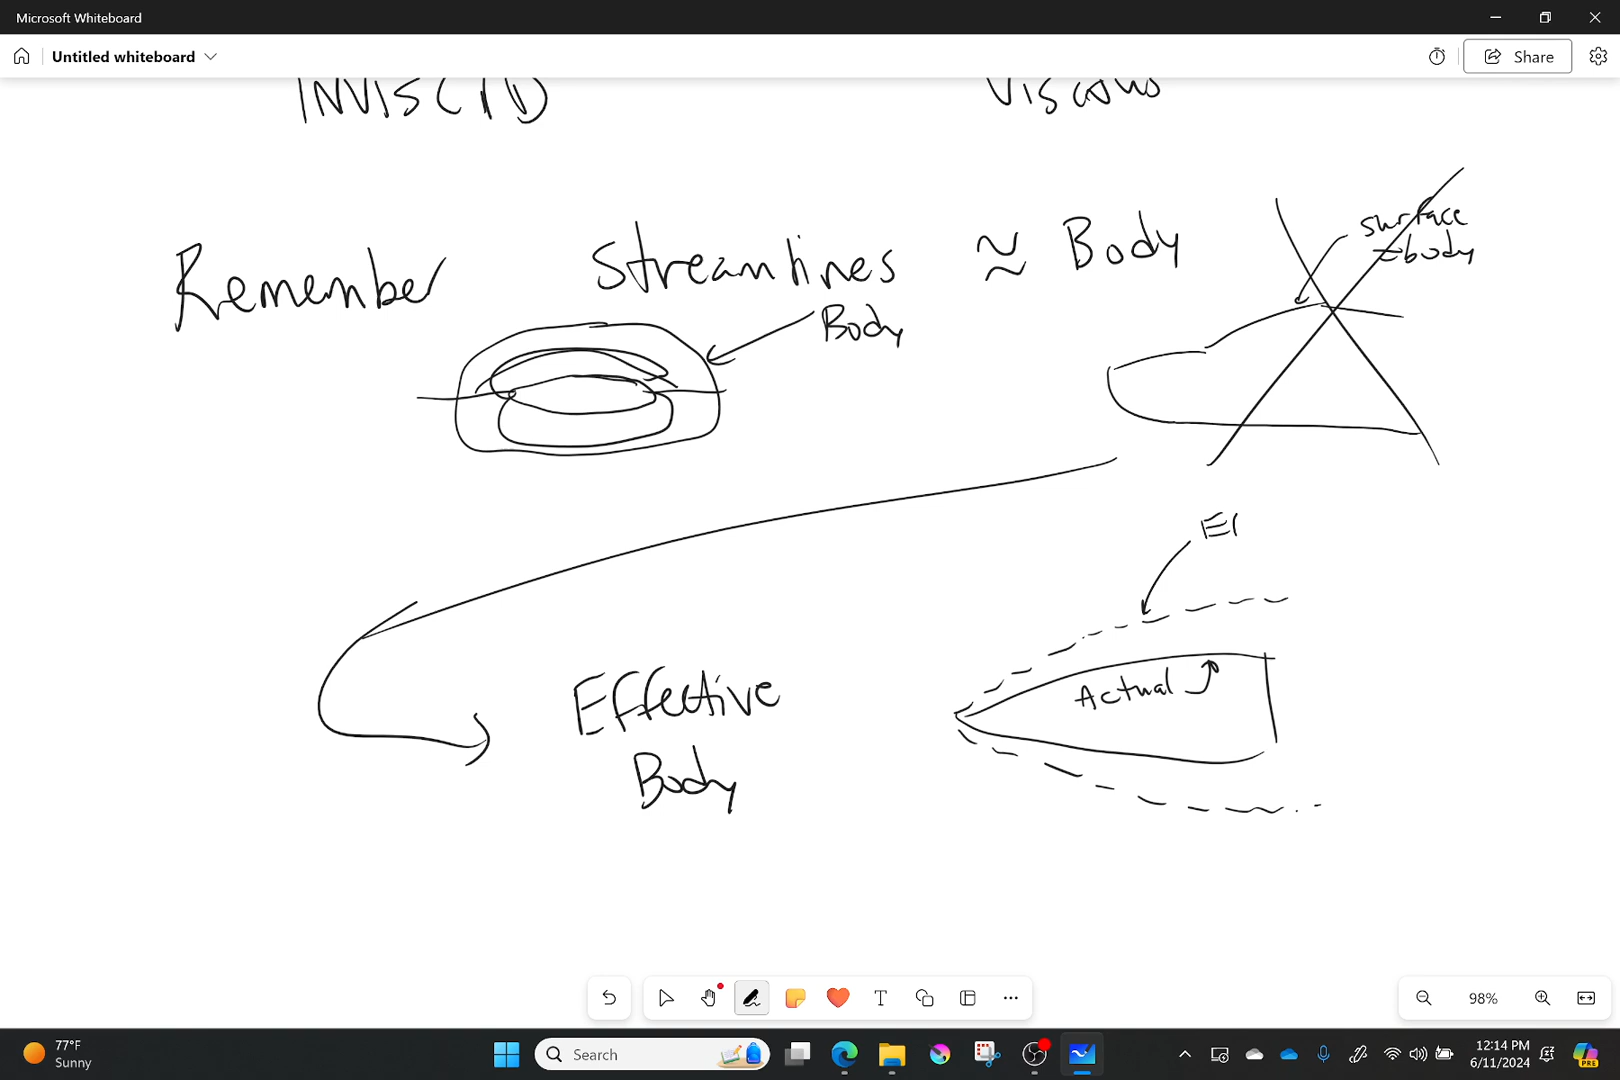 Microsoft Whiteboard
Untitled whiteboard
Share
INVISCID
Viscous
Remember
Streamlines ≈ Body
surface
=body
Body
Effective
Body
Actual
98%
77°F
Sunny
Search
12:14 PM
6/11/2024
PRE